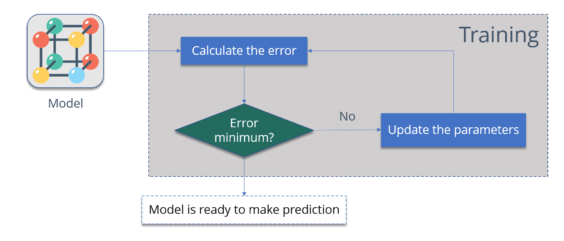 Training
Calculate the error
Model
Error
minimum?
No
Update the parameters
Model is ready to make prediction